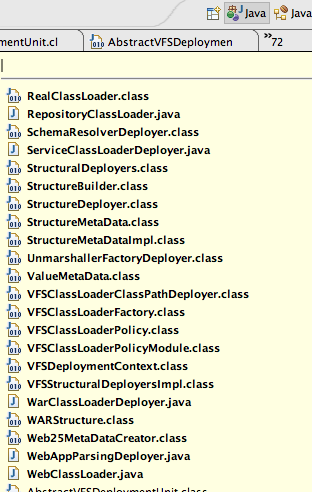 Java
Java
mentUnit.cl
AbstractVFSDeploymen
»72
RealClassLoader.class
RepositoryClassLoader.java
SchemaResolverDeployer.class
ServiceClassLoaderDeployer.java
StructuralDeployers.class
StructureBuilder.class
StructureDeployer.class
StructureMetaData.class
StructureMetaDataImpl.class
UnmarshallerFactoryDeployer.class
ValueMetaData.class
VFSClassLoaderClassPathDeployer.class
VFSClassLoaderFactory.class
VFSClassLoaderPolicy.class
VFSClassLoaderPolicyModule.class
VFSDeploymentContext.class
VFSStructuralDeployersImpl.class
WarClassLoaderDeployer.java
WARStructure.class
Web25MetaDataCreator.class
WebAppParsingDeployer.java
WebClassLoader.java
AbstractVFSDeploymentUnit.class